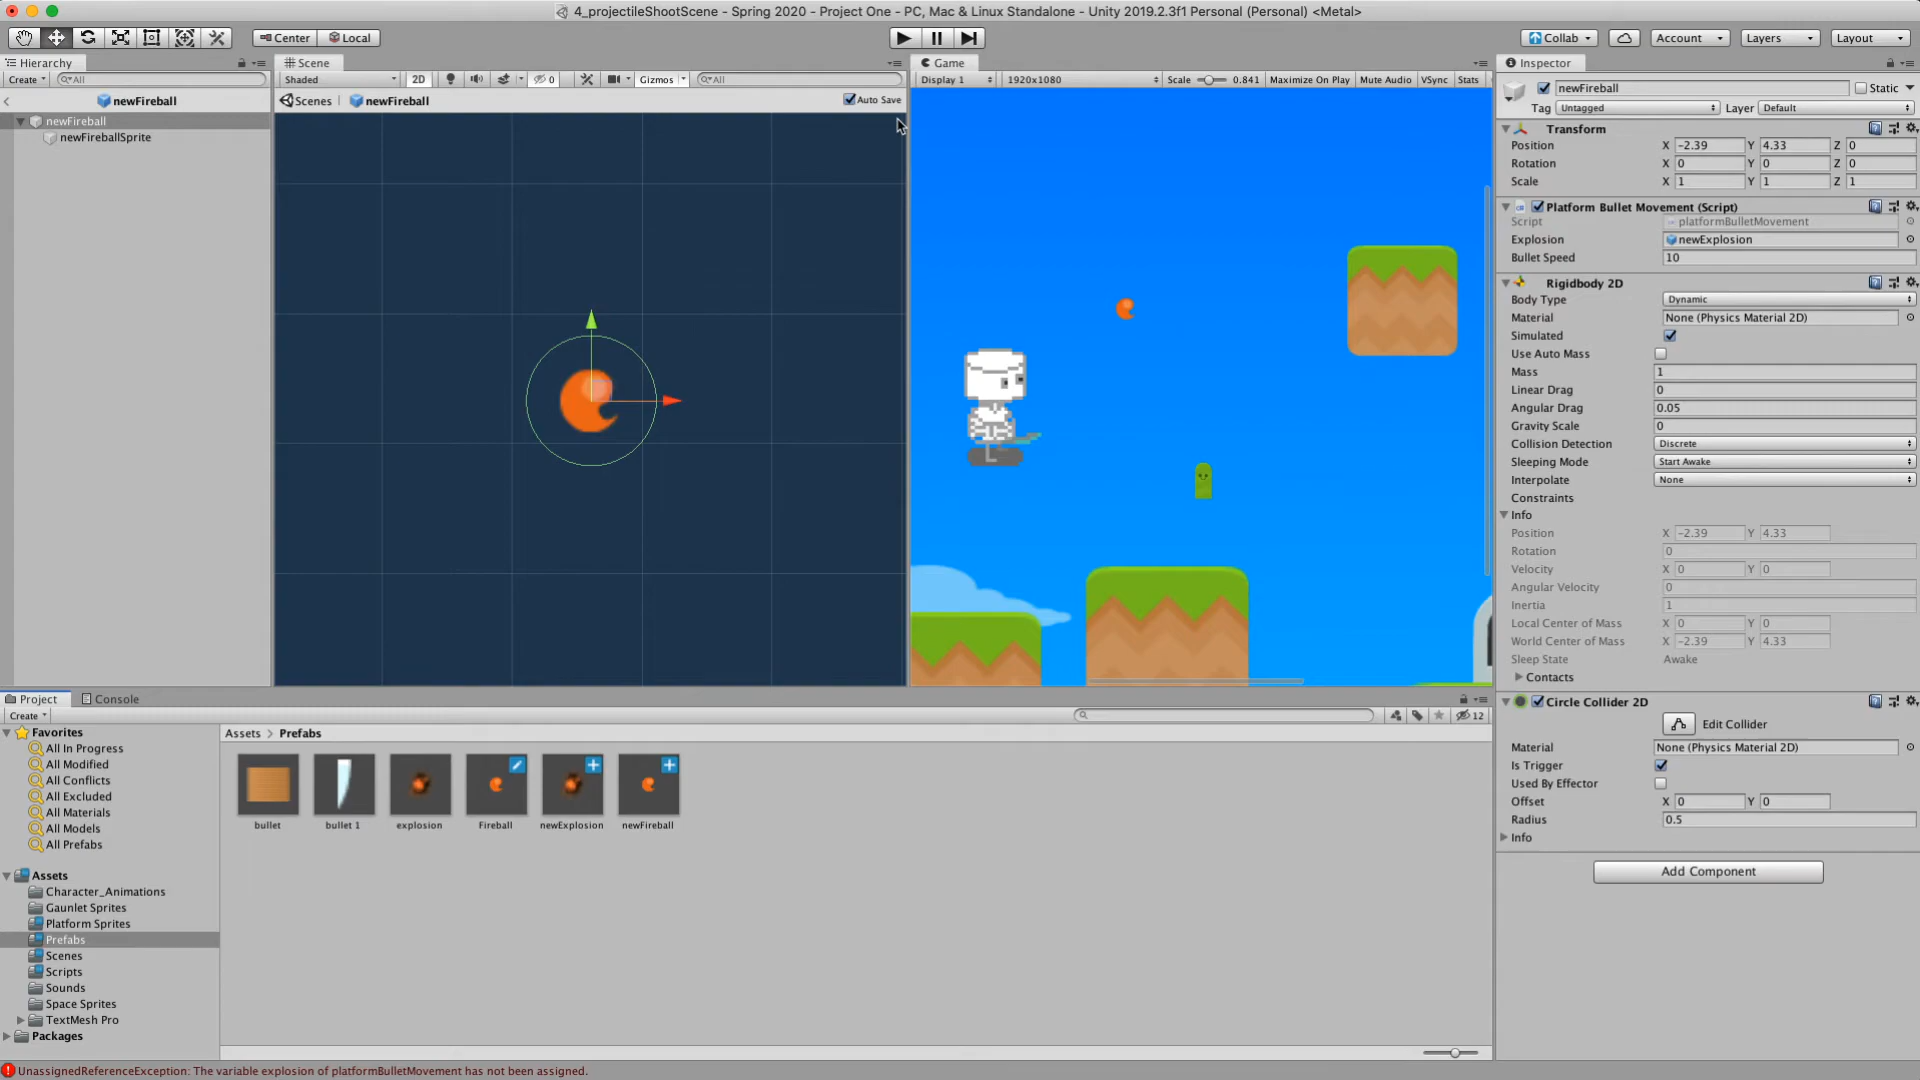 4_projectileShootScene - Spring 2020 - Project One - PC, Mac & Linux Standalone - Unity 2019.2.3f1 Personal (Personal) <Metal>
Center Local Collab Account Layers Layout
Hierarchy Scene Game Inspector
Create All Shaded 2D 0 Gizmos All Display 1 1920x1080 Scale 0.841 Maximize On Play Mute Audio VSync Stats
newFireball Static
newFireball Scenes newFireball Auto Save
Tag Untagged Layer Default
newFireball
newFireballSprite
Transform
Position X -2.39 Y 4.33 Z 0
Rotation X 0 Y 0 Z 0
Scale X 1 Y 1 Z 1
Platform Bullet Movement (Script)
Script platformBulletMovement
Explosion newExplosion
Bullet Speed 10
Rigidbody 2D
Body Type Dynamic
Material None (Physics Material 2D)
Simulated
Use Auto Mass
Mass 1
Linear Drag 0
Angular Drag 0.05
Gravity Scale 0
Collision Detection Discrete
Sleeping Mode Start Awake
Interpolate None
Constraints
Info
Position X -2.39 Y 4.33
Rotation 0
Velocity X 0 Y 0
Angular Velocity 0
Inertia 1
Local Center of Mass X 0 Y 0
World Center of Mass X -2.39 Y 4.33
Sleep State Awake
Contacts
Circle Collider 2D
Edit Collider
Material None (Physics Material 2D)
Is Trigger
Used By Effector
Offset X 0 Y 0
Radius 0.5
Info
Add Component
Project Console
Create 12
Favorites
All In Progress
All Modified
All Conflicts
All Excluded
All Materials
All Models
All Prefabs
Assets
Character_Animations
Gaunlet Sprites
Platform Sprites
Prefabs
Scenes
Scripts
Sounds
Space Sprites
TextMesh Pro
Packages
Assets > Prefabs
bullet bullet 1 explosion Fireball newExplosion newFireball
UnassignedReferenceException: The variable explosion of platformBulletMovement has not been assigned.